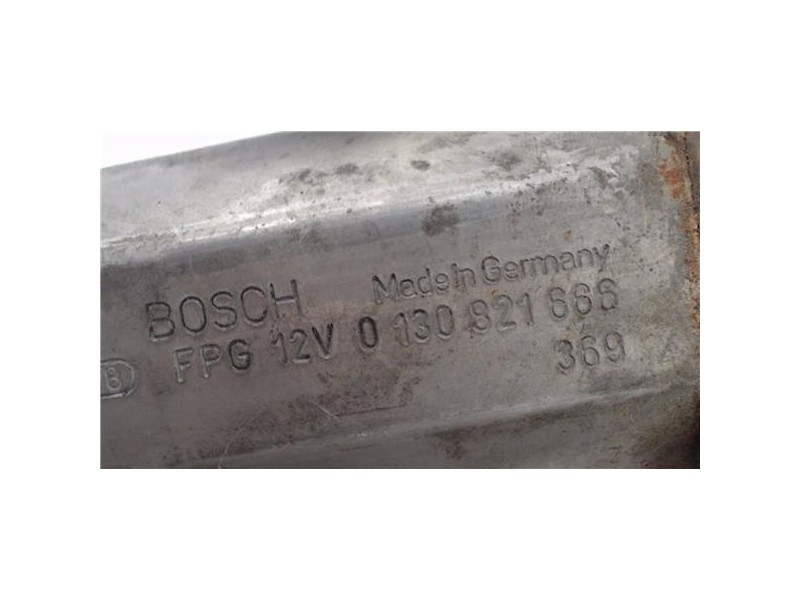 BOSCH Made in Germany
B FPG 12V 0 130 821 666
369